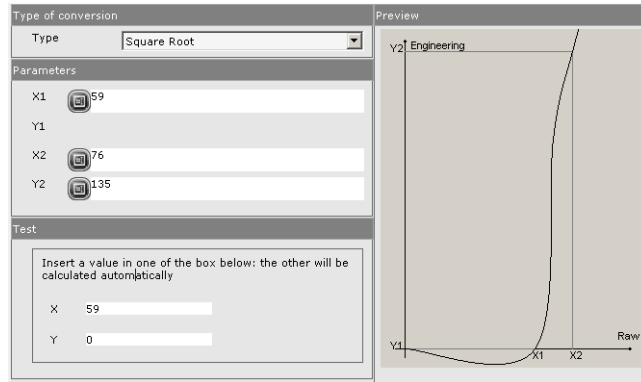 Type of conversion
Type
Square Root
Parameters
X1
59
Y1
X2
76
Y2
135
Test
Insert a value in one of the box below: the other will be
calculated automatically
X
59
Y
0
Preview
Y2
Engineering
Y1
X1
X2
Raw